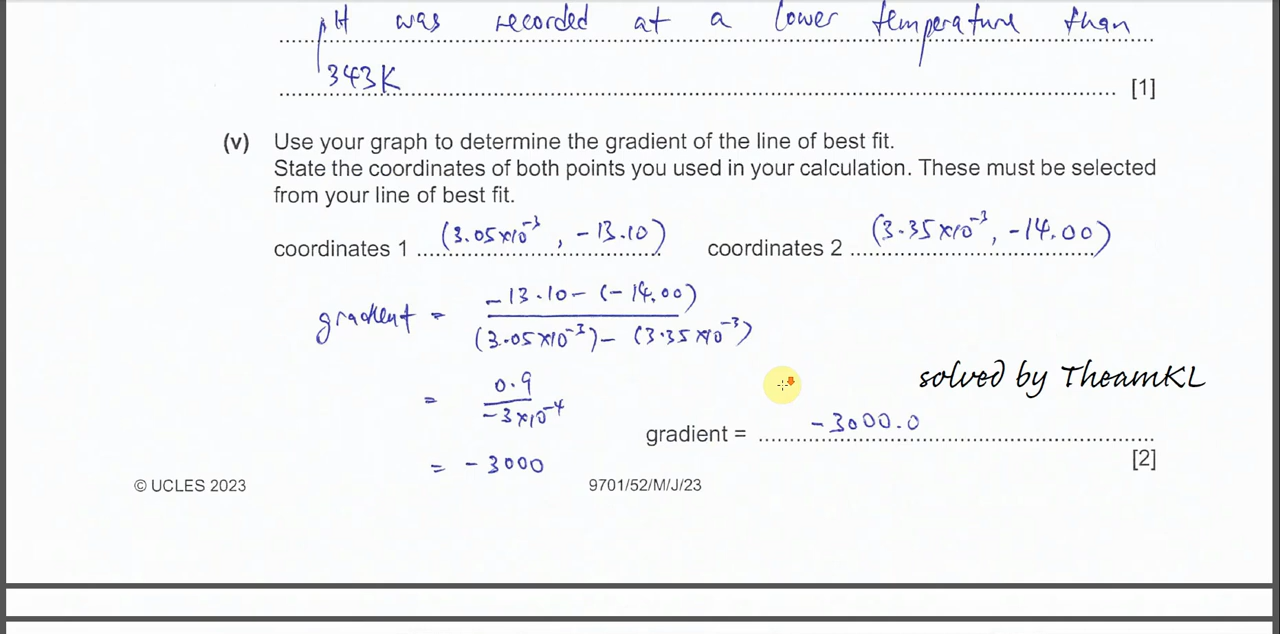 pH was recorded at a lower temperature than
343K
[1]
(v) Use your graph to determine the gradient of the line of best fit.
State the coordinates of both points you used in your calculation. These must be selected
from your line of best fit.
coordinates 1 (3.05×10⁻³, -13.10) coordinates 2 (3.35×10⁻³, -14.00)
gradient = -13.10 - (-14.00)
(3.05×10⁻³) - (3.35×10⁻³)
= 0.9
-3×10⁻⁴
solved by TheamKL
gradient = -3000.0
= -3000
[2]
© UCLES 2023 9701/52/M/J/23